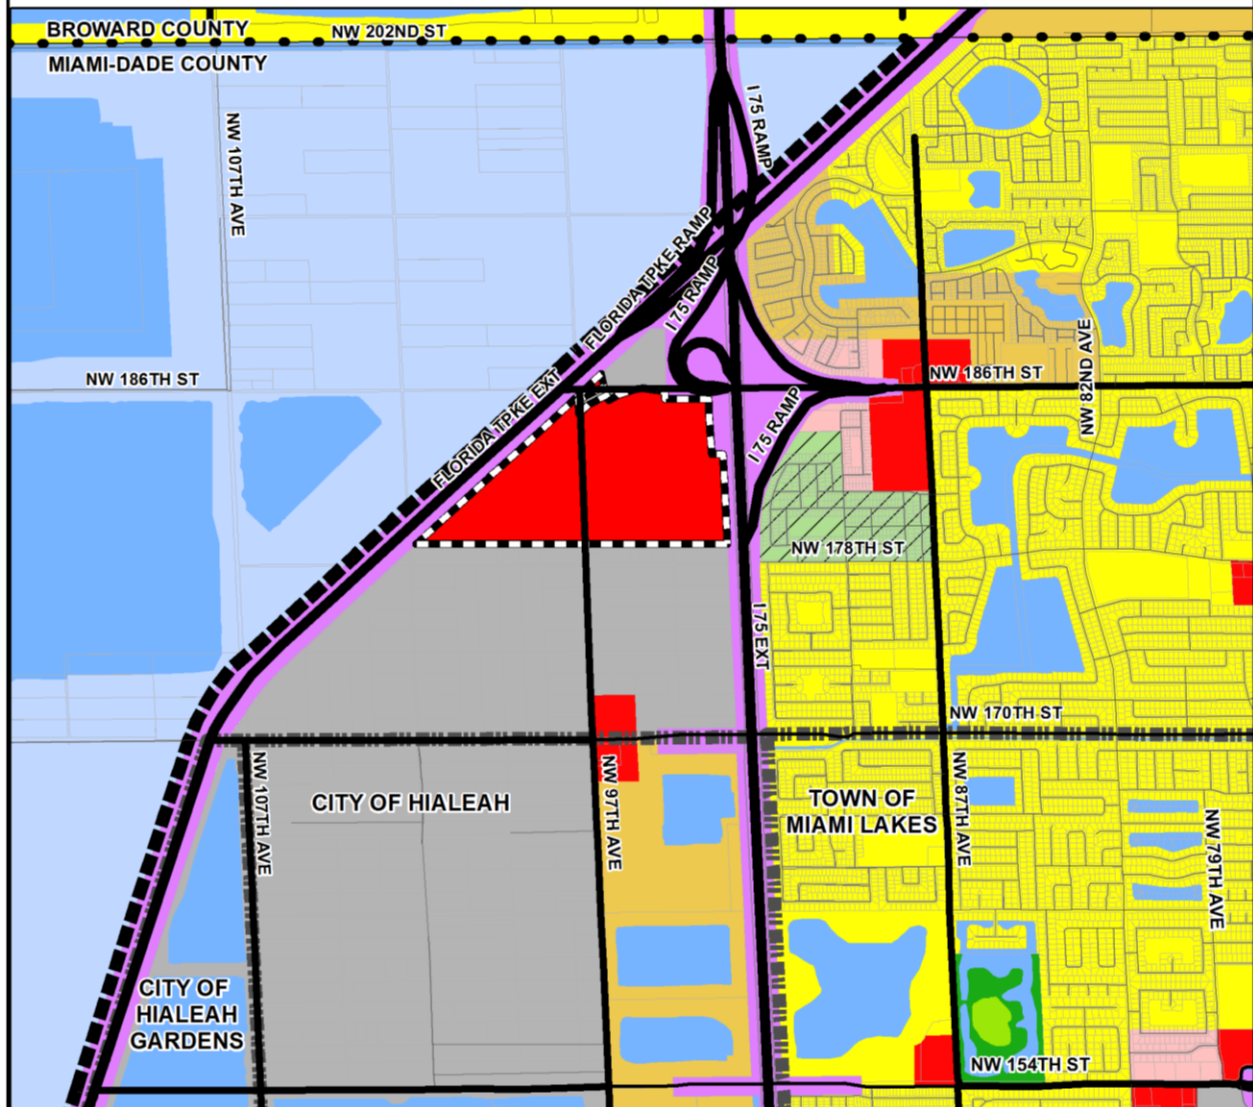 BROWARD COUNTY
NW 202ND ST
MIAMI-DADE COUNTY
I 75 RAMP
NW 107TH AVE
FLORIDA TPKE RAMP
I 75 RAMP
NW 186TH ST
NW 186TH ST
NW 82ND AVE
FLORIDA TPKE EXT
I 75 RAMP
NW 178TH ST
I 75 EXT
NW 170TH ST
NW 107TH AVE
CITY OF HIALEAH
NW 97TH AVE
TOWN OF
MIAMI LAKES
NW 87TH AVE
NW 79TH AVE
CITY OF
HIALEAH
GARDENS
NW 154TH ST